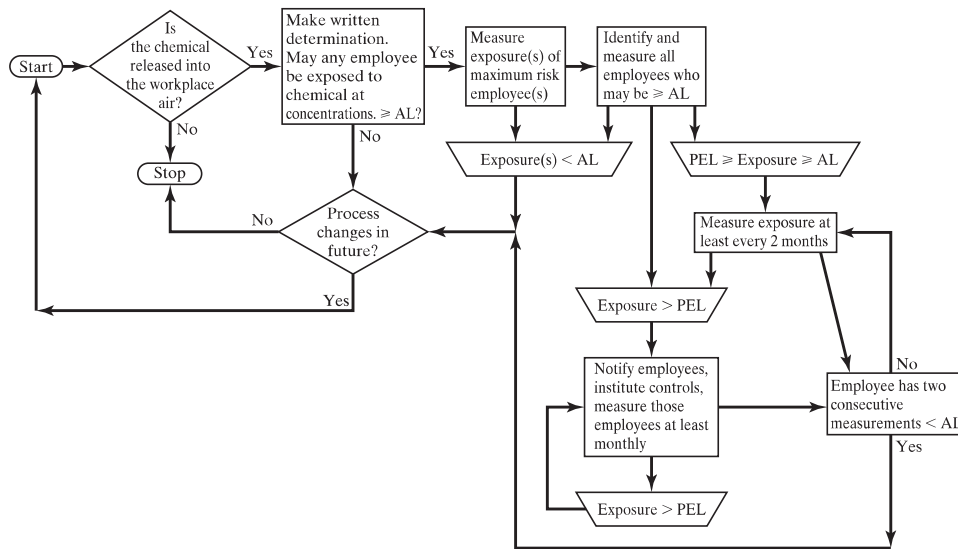 Start
Is
the chemical
released into
the workplace
air?
Yes
No
Stop
Make written
determination.
May any employee
be exposed to
chemical at
concentrations. ⩾ AL?
Yes
No
Measure
exposure(s) of
maximum risk
employee(s)
Identify and
measure all
employees who
may be ⩾ AL
Exposure(s) < AL
PEL ⩾ Exposure ⩾ AL
Process
changes in
future?
No
Yes
Measure exposure at
least every 2 months
Exposure > PEL
Notify employees,
institute controls,
measure those
employees at least
monthly
No
Employee has two
consecutive
measurements < AL
Yes
Exposure > PEL